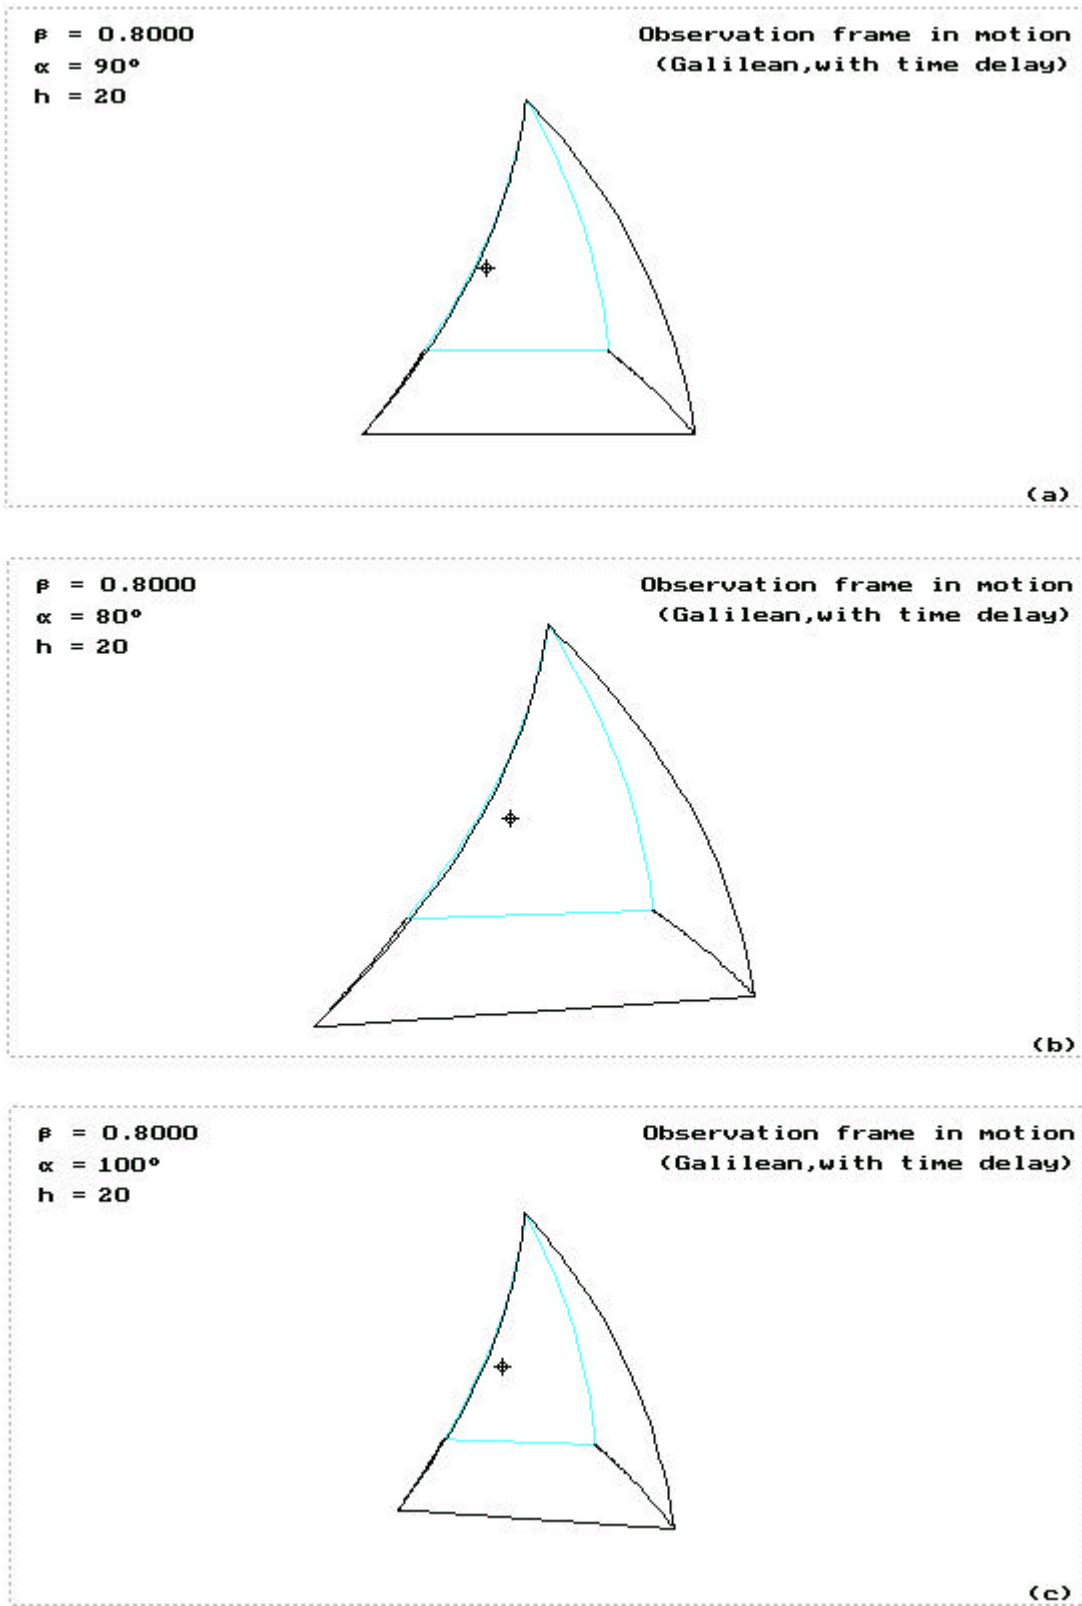 β = 0.8000
Observation frame in motion
α = 90°
(Galilean,with time delay)
h = 20
(a)
β = 0.8000
Observation frame in motion
α = 80°
(Galilean,with time delay)
h = 20
(b)
β = 0.8000
Observation frame in motion
α = 100°
(Galilean,with time delay)
h = 20
(c)